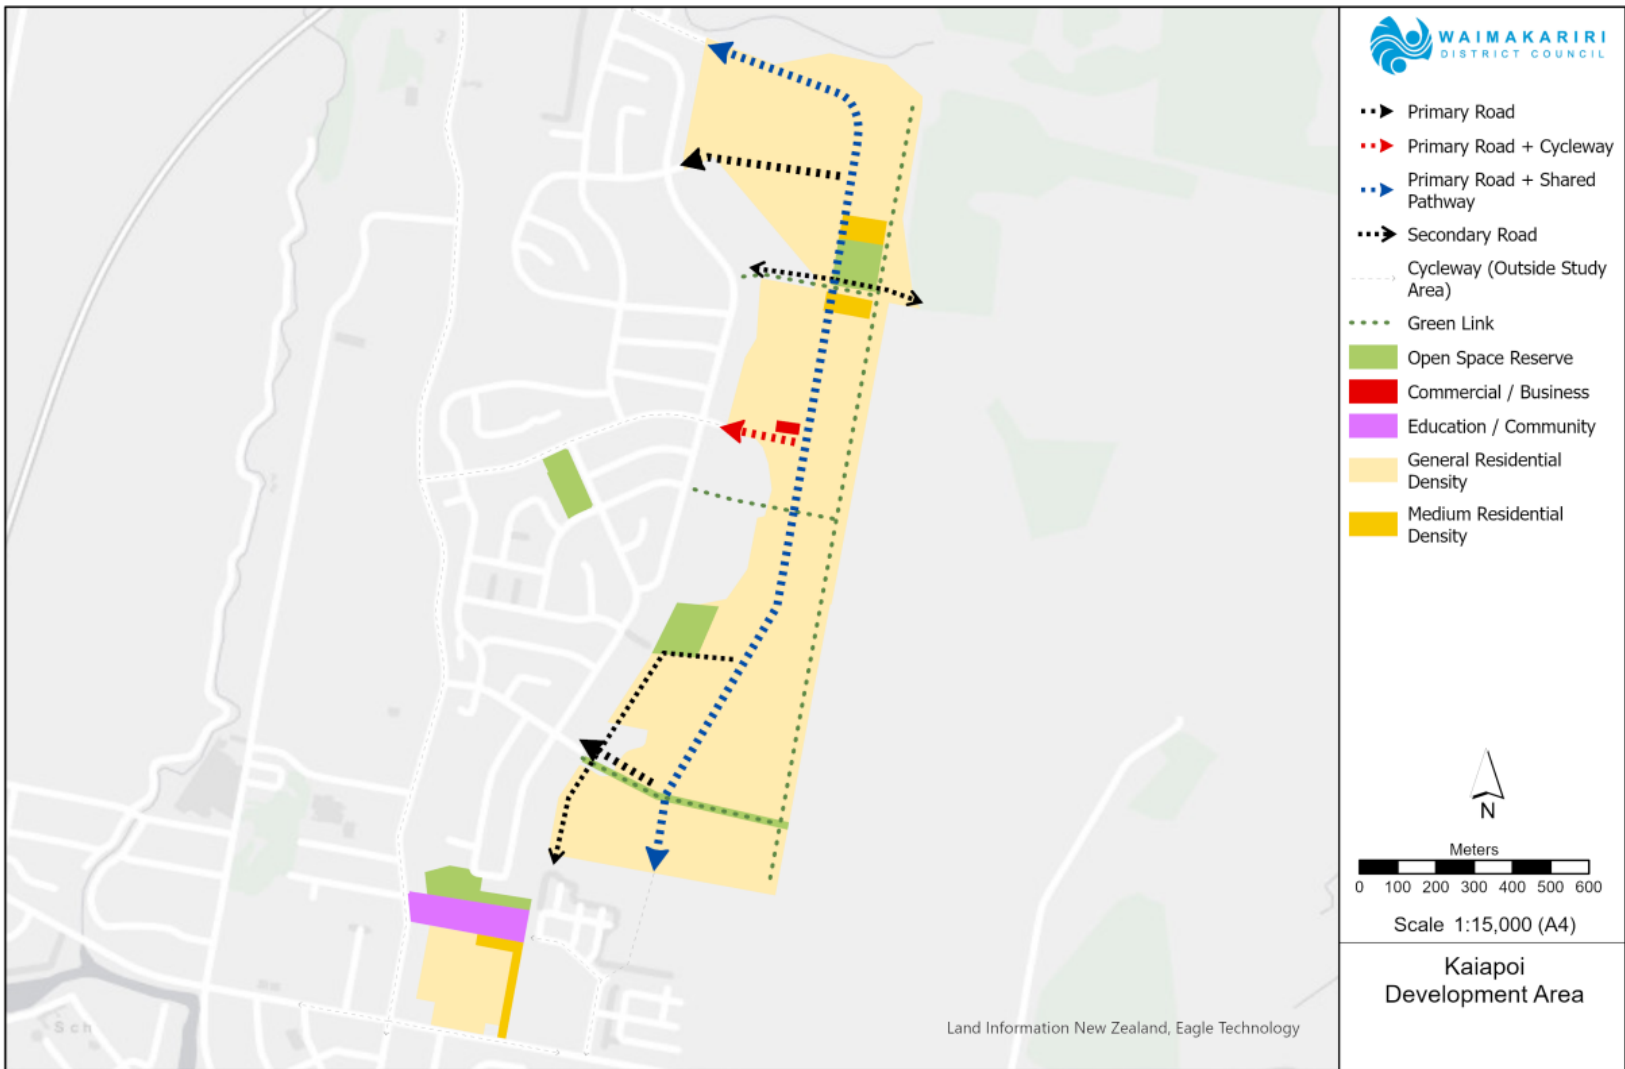 WAIMAKARIRI
DISTRICT COUNCIL
Primary Road
Primary Road + Cycleway
Primary Road + Shared
Pathway
Secondary Road
Cycleway (Outside Study
Area)
Green Link
Open Space Reserve
Commercial / Business
Education / Community
General Residential
Density
Medium Residential
Density
N
Meters
0 100 200 300 400 500 600
Scale 1:15,000 (A4)
Kaiapoi
Development Area
Land Information New Zealand, Eagle Technology
Sch